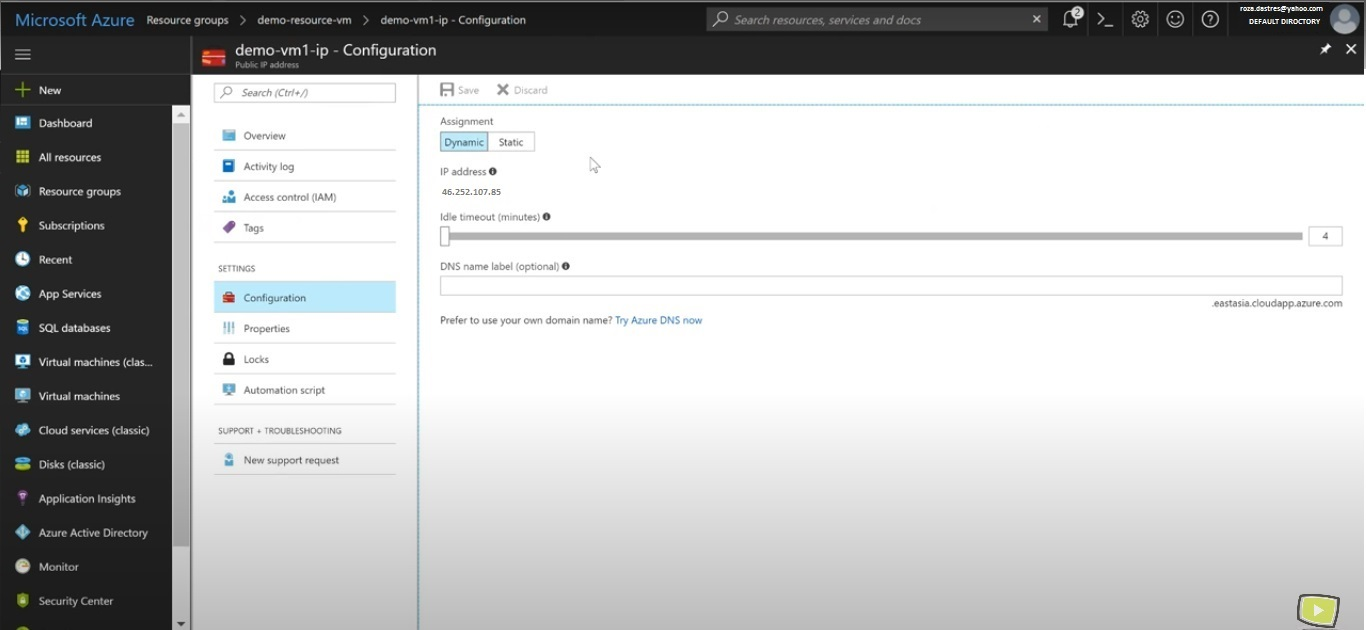 Microsoft Azure Resource groups > demo-resource-vm > demo-vm1-ip - Configuration
Search resources, services and docs
2
roza.dastres@yahoo.com
DEFAULT DIROCTORY
demo-vm1-ip - Configuration
Public IP address
New
Dashboard
All resources
Resource groups
Subscriptions
Recent
App Services
SQL databases
Virtual machines (clas...
Virtual machines
Cloud services (classic)
Disks (classic)
Application Insights
Azure Active Directory
Monitor
Security Center
Search (Ctrl+/)
Overview
Activity log
Access control (IAM)
Tags
SETTINGS
Configuration
Properties
Locks
Automation script
SUPPORT + TROUBLESHOOTING
New support request
Save Discard
Assignment
Dynamic Static
IP address
46.252.107.85
Idle timeout (minutes)
4
DNS name label (optional)
.eastasia.cloudapp.azure.com
Prefer to use your own domain name? Try Azure DNS now